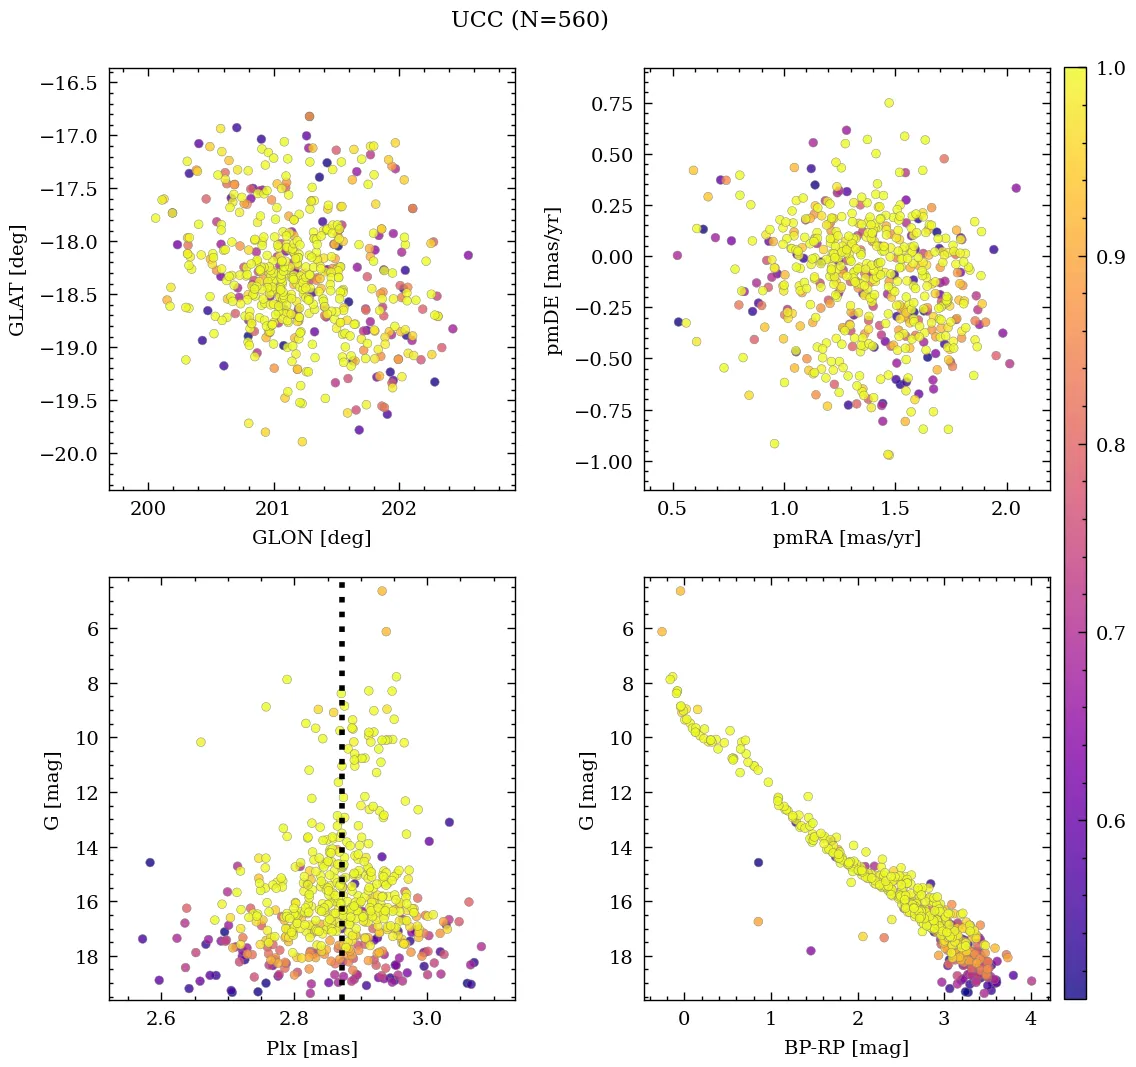 UCC (N=560)
−16.5
−17.0
−17.5
−18.0
−18.5
−19.0
−19.5
−20.0
GLAT [deg]
200 201 202
GLON [deg]
0.75
0.50
0.25
0.00
−0.25
−0.50
−0.75
−1.00
pmDE [mas/yr]
0.5 1.0 1.5 2.0
pmRA [mas/yr]
1.0
0.9
0.8
0.7
0.6
6
8
10
12
14
16
18
G [mag]
2.6 2.8 3.0
Plx [mas]
6
8
10
12
14
16
18
G [mag]
0 1 2 3 4
BP-RP [mag]